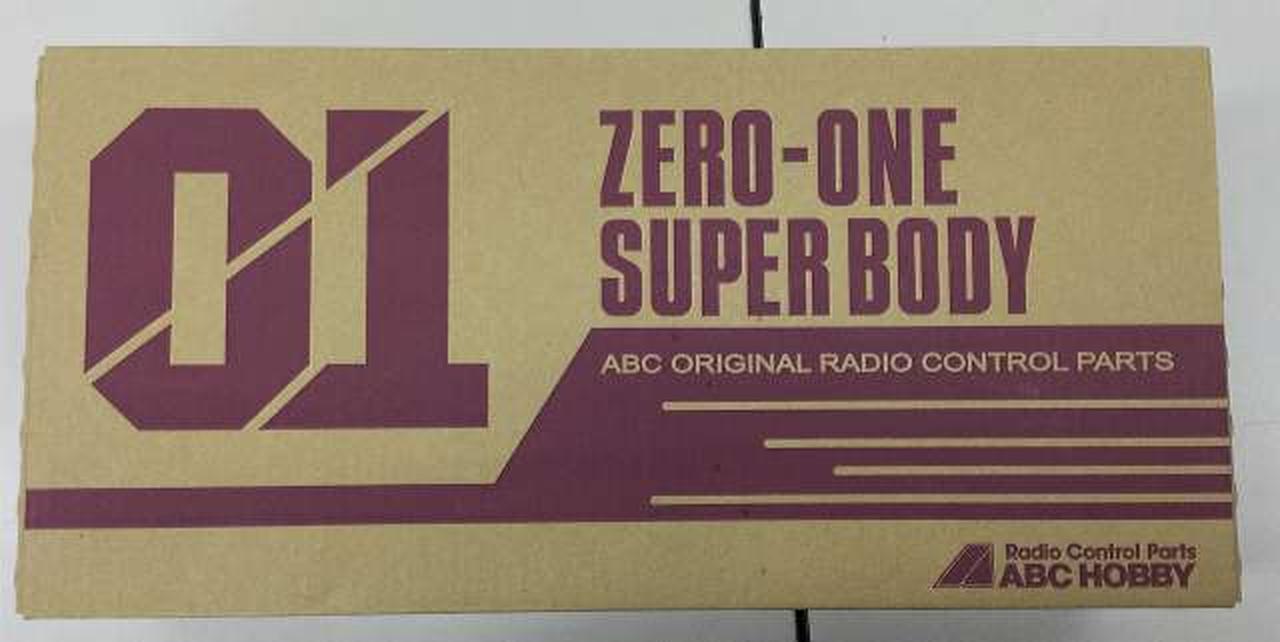 01
ZERO-ONE
SUPER BODY
ABC ORIGINAL RADIO CONTROL PARTS
Radio Control Parts
ABC HOBBY